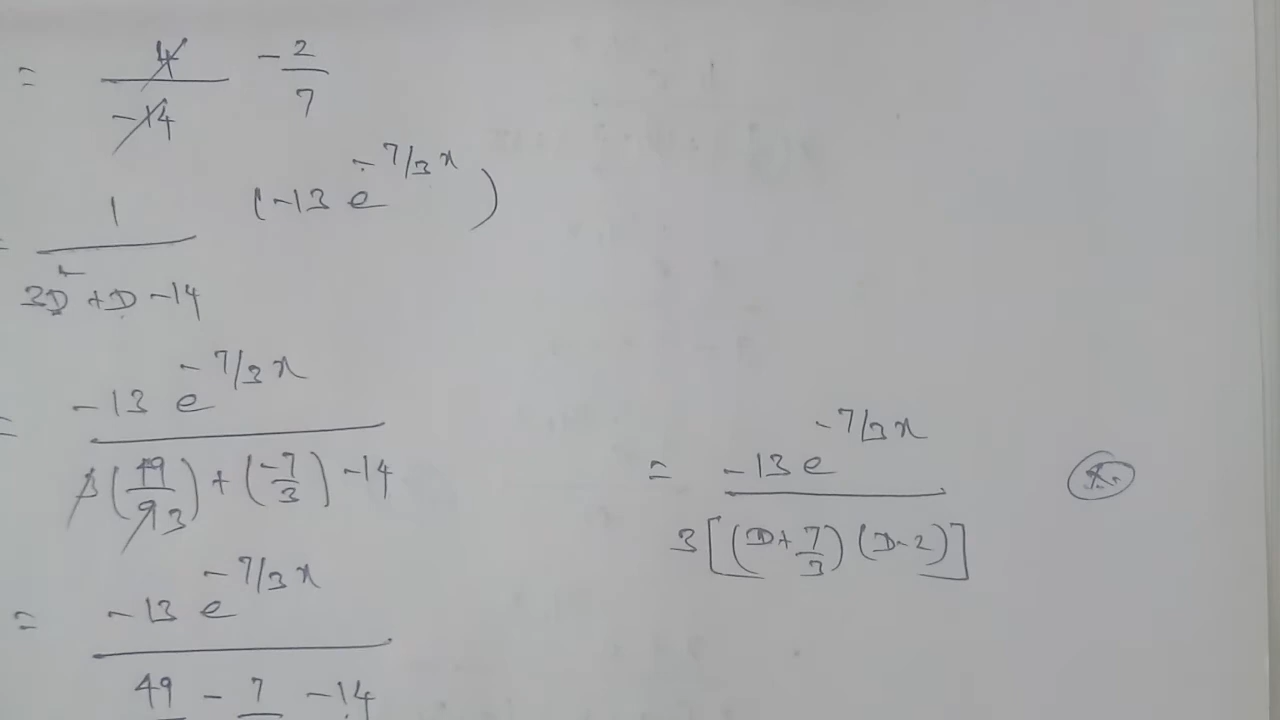 = 4/-14 -2/7
= 1/(3D²+D-14) (-13 e^(-7/3 x))
= -13 e^(-7/3 x) / 3(49/9 3) + (-7/3) -14
= -13 e^(-7/3 x) / 3[(D+7/3)(D-2)]
= -13 e^(-7/3 x) / 49 - 7 -14